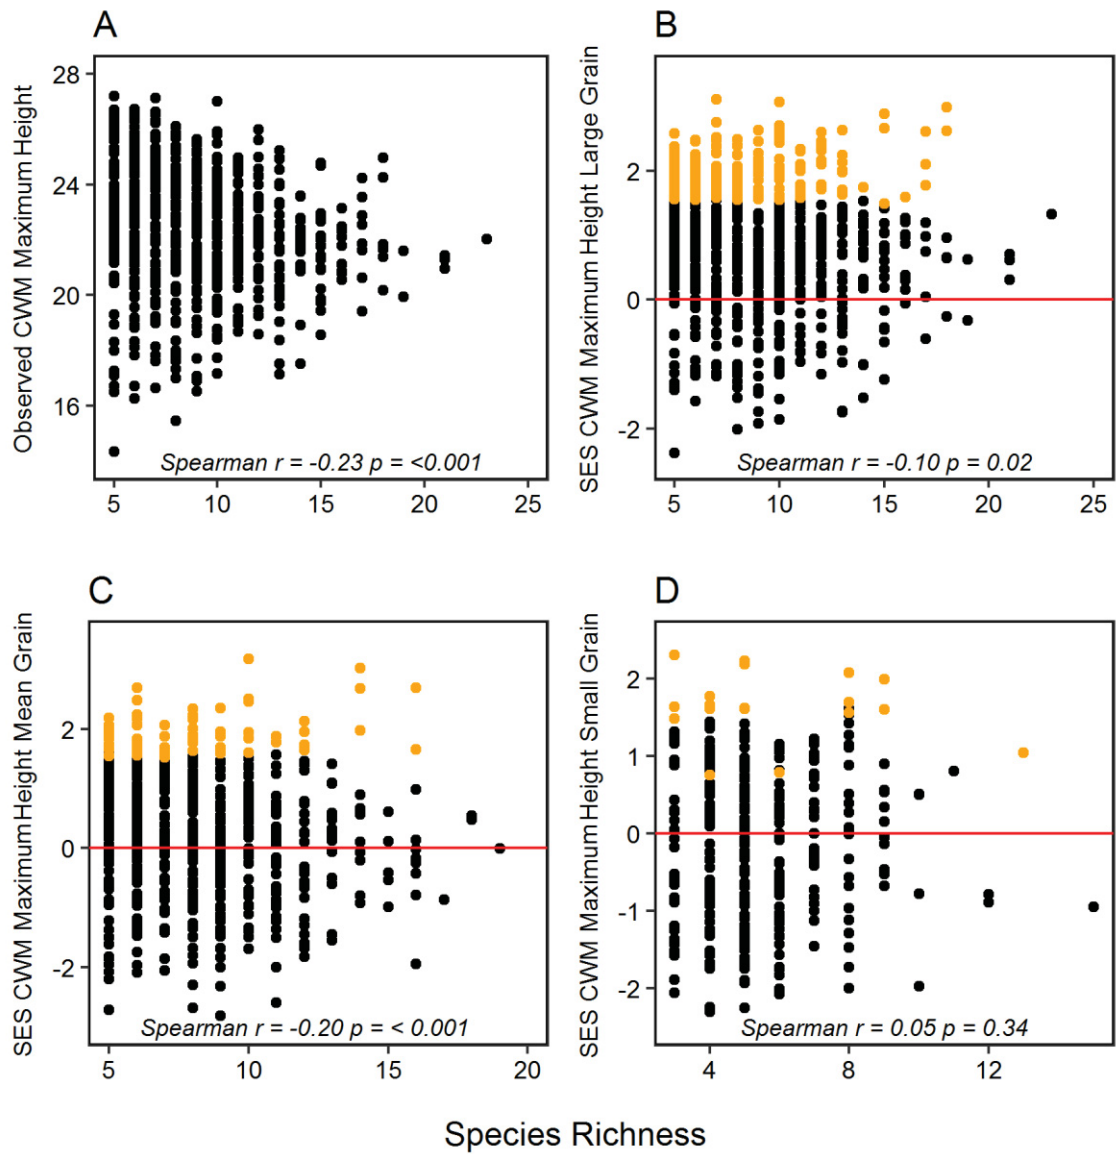 A
Observed CWM Maximum Height
28
24
20
16
Spearman r = -0.23 p = <0.001
5 10 15 20 25
B
SES CWM Maximum Height Large Grain
2
0
-2
Spearman r = -0.10 p = 0.02
5 10 15 20 25
C
SES CWM Maximum Height Mean Grain
2
0
-2
Spearman r = -0.20 p = < 0.001
5 10 15 20
D
SES CWM Maximum Height Small Grain
2
1
0
-1
-2
Spearman r = 0.05 p = 0.34
4 8 12
Species Richness